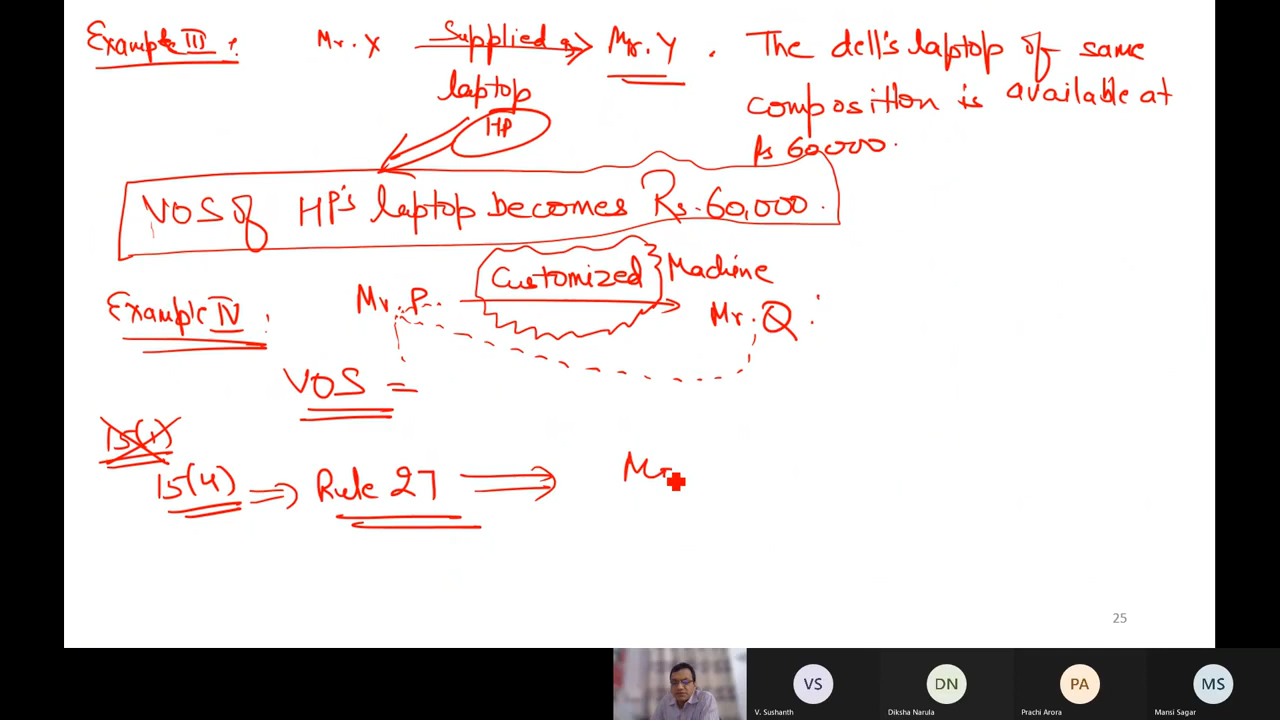 Example III : Mr. X Supplied a Mr. Y . The dell's laptop of same
laptop composition is available at
HP Rs 60000.
VOS of HP's laptop becomes Rs. 60,000.
Customized Machine
Example IV : Mr. P. Mr. Q :
VOS =
15(1)
15(4) ⇒ Rule 27 ⇒ Mr
25
VS DN PA MS
V. Sushanth Diksha Narula Prachi Arora Mansi Sagar